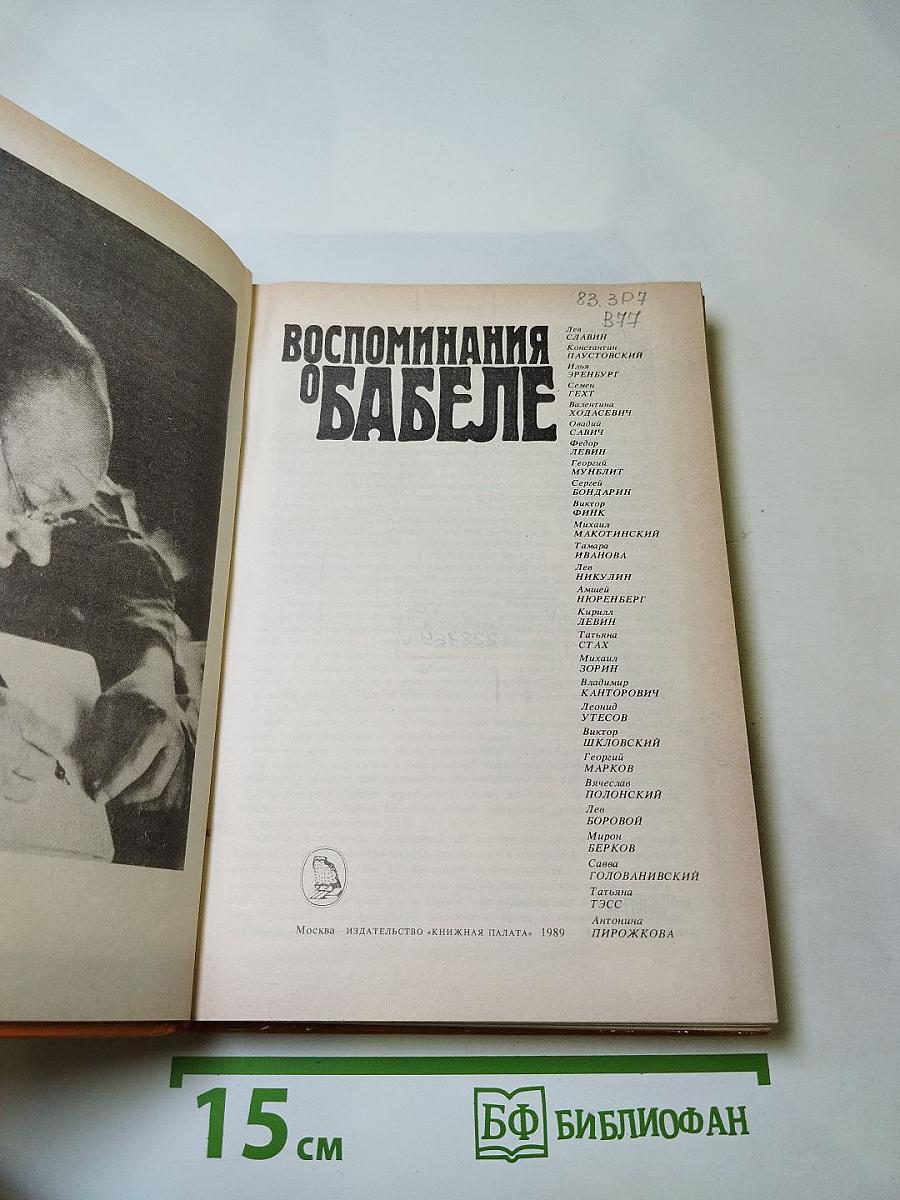 83.3Р7
В77
ВОСПОМИНАНИЯ
О
БАБЕЛЕ
Лев
СЛАВИН
Константин
ПАУСТОВСКИЙ
Илья
ЭРЕНБУРГ
Семен
ГЕХТ
Валентина
ХОДАСЕВИЧ
Овадий
САВИЧ
Федор
ЛЕВИН
Георгий
МУНБЛИТ
Сергей
БОНДАРИН
Виктор
ФИНК
Михаил
МАКОТИНСКИЙ
Тамара
ИВАНОВА
Лев
НИКУЛИН
Амшей
НЮРЕНБЕРГ
Кирилл
ЛЕВИН
Татьяна
СТАХ
Михаил
ЗОРИН
Владимир
КАНТОРОВИЧ
Леонид
УТЕСОВ
Виктор
ШКЛОВСКИЙ
Георгий
МАРКОВ
Вячеслав
ПОЛОНСКИЙ
Лев
БОРОВОЙ
Мирон
БЕРКОВ
Савва
ГОЛОВАНИВСКИЙ
Татьяна
ТЭСС
Антонина
ПИРОЖКОВА
Москва ИЗДАТЕЛЬСТВО «КНИЖНАЯ ПАЛАТА» 1989
15 СМ
БФ БИБЛИОФАН